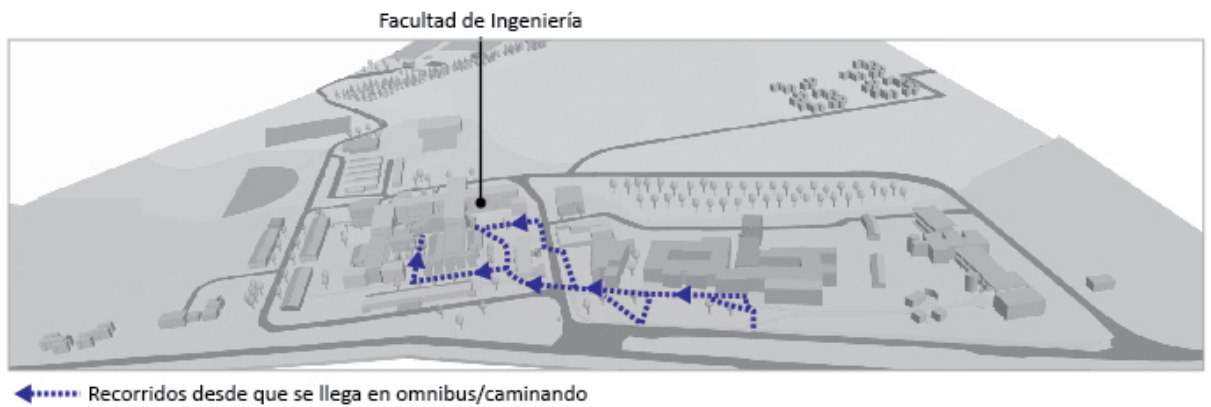 Facultad de Ingeniería
Recorridos desde que se llega en omnibus/caminando